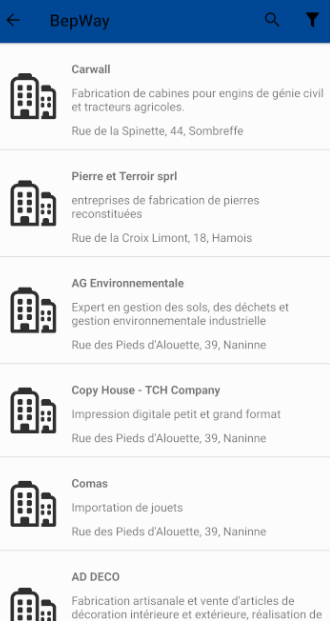 BepWay
Carwall
Fabrication de cabines pour engins de génie civil
et tracteurs agricoles.
Rue de la Spinette, 44, Sombreffe
Pierre et Terroir sprl
entreprises de fabrication de pierres
reconstituées
Rue de la Croix Limont, 18, Hamois
AG Environnementale
Expert en gestion des sols, des déchets et
gestion environnementale industrielle
Rue des Pieds d'Alouette, 39, Naninne
Copy House - TCH Company
Impression digitale petit et grand format
Rue des Pieds d'Alouette, 39, Naninne
Comas
Importation de jouets
Rue des Pieds d'Alouette, 39, Naninne
AD DECO
Fabrication artisanale et vente d'articles de
décoration intérieure et extérieure, réalisation de